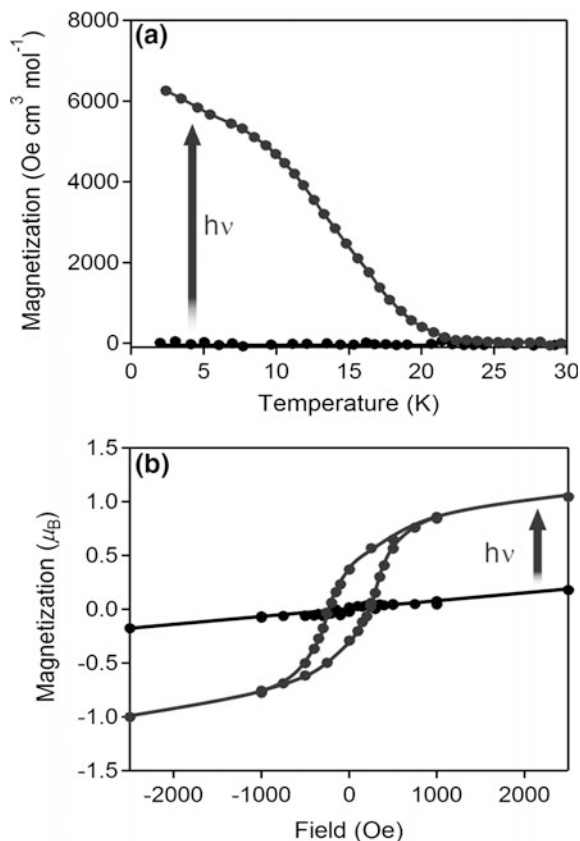 (a)
8000
6000
4000
2000
0
Magnetization (Oe cm³ mol⁻¹)
hν
0 5 10 15 20 25 30
Temperature (K)
(b)
1.5
1.0
0.5
0.0
-0.5
-1.0
-1.5
Magnetization (μB)
hν
-2000 -1000 0 1000 2000
Field (Oe)